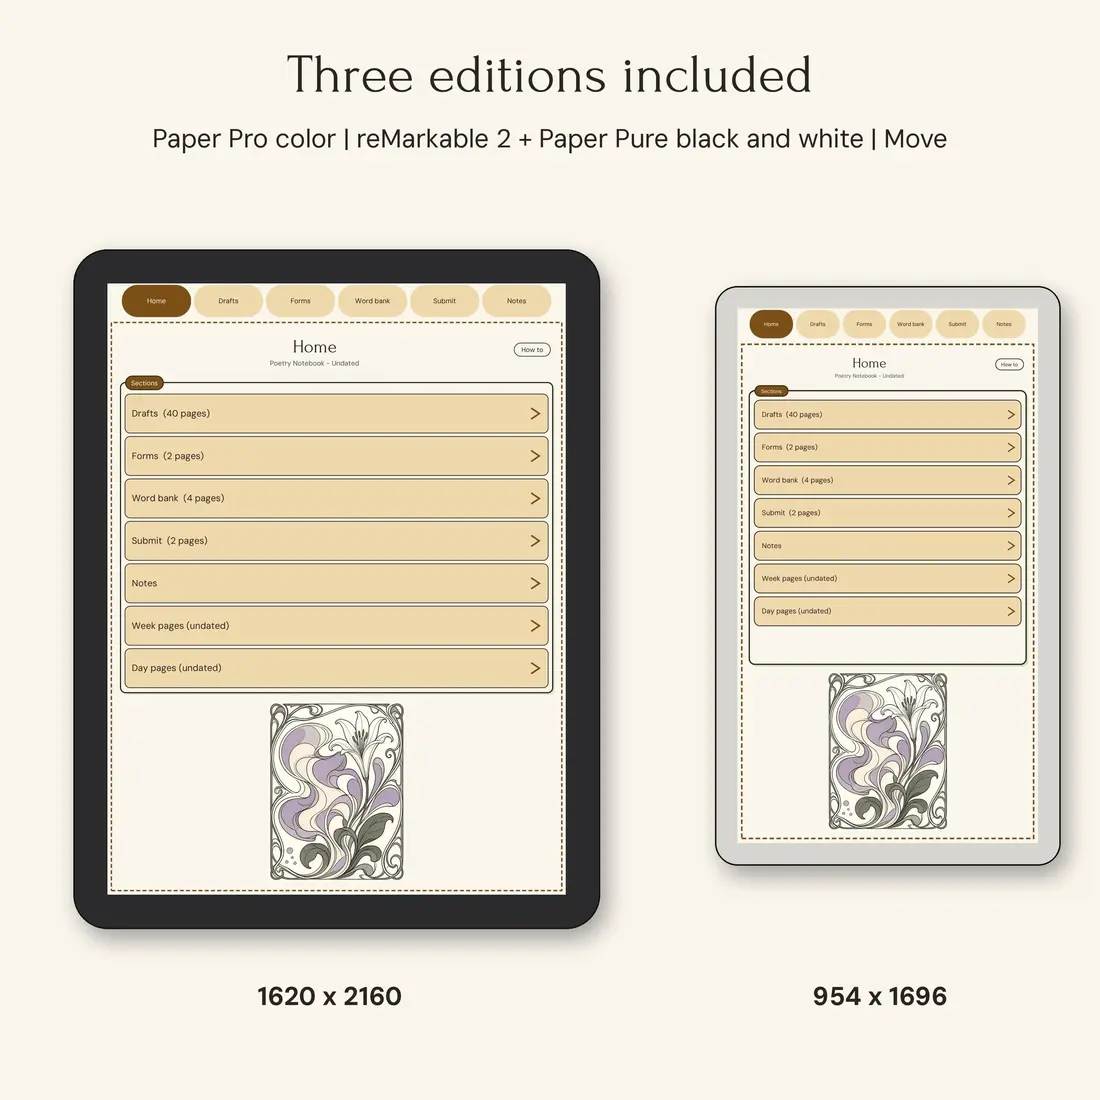 Three editions included
Paper Pro color | reMarkable 2 + Paper Pure black and white | Move
Home Drafts Forms Word bank Submit Notes
Home
How to
Poetry Notebook - Undated
Sections
Drafts (40 pages)
Forms (2 pages)
Word bank (4 pages)
Submit (2 pages)
Notes
Week pages (undated)
Day pages (undated)
1620 x 2160
Home Drafts Forms Word bank Submit Notes
Home
How to
Poetry Notebook - Undated
Sections
Drafts (40 pages)
Forms (2 pages)
Word bank (4 pages)
Submit (2 pages)
Notes
Week pages (undated)
Day pages (undated)
954 x 1696